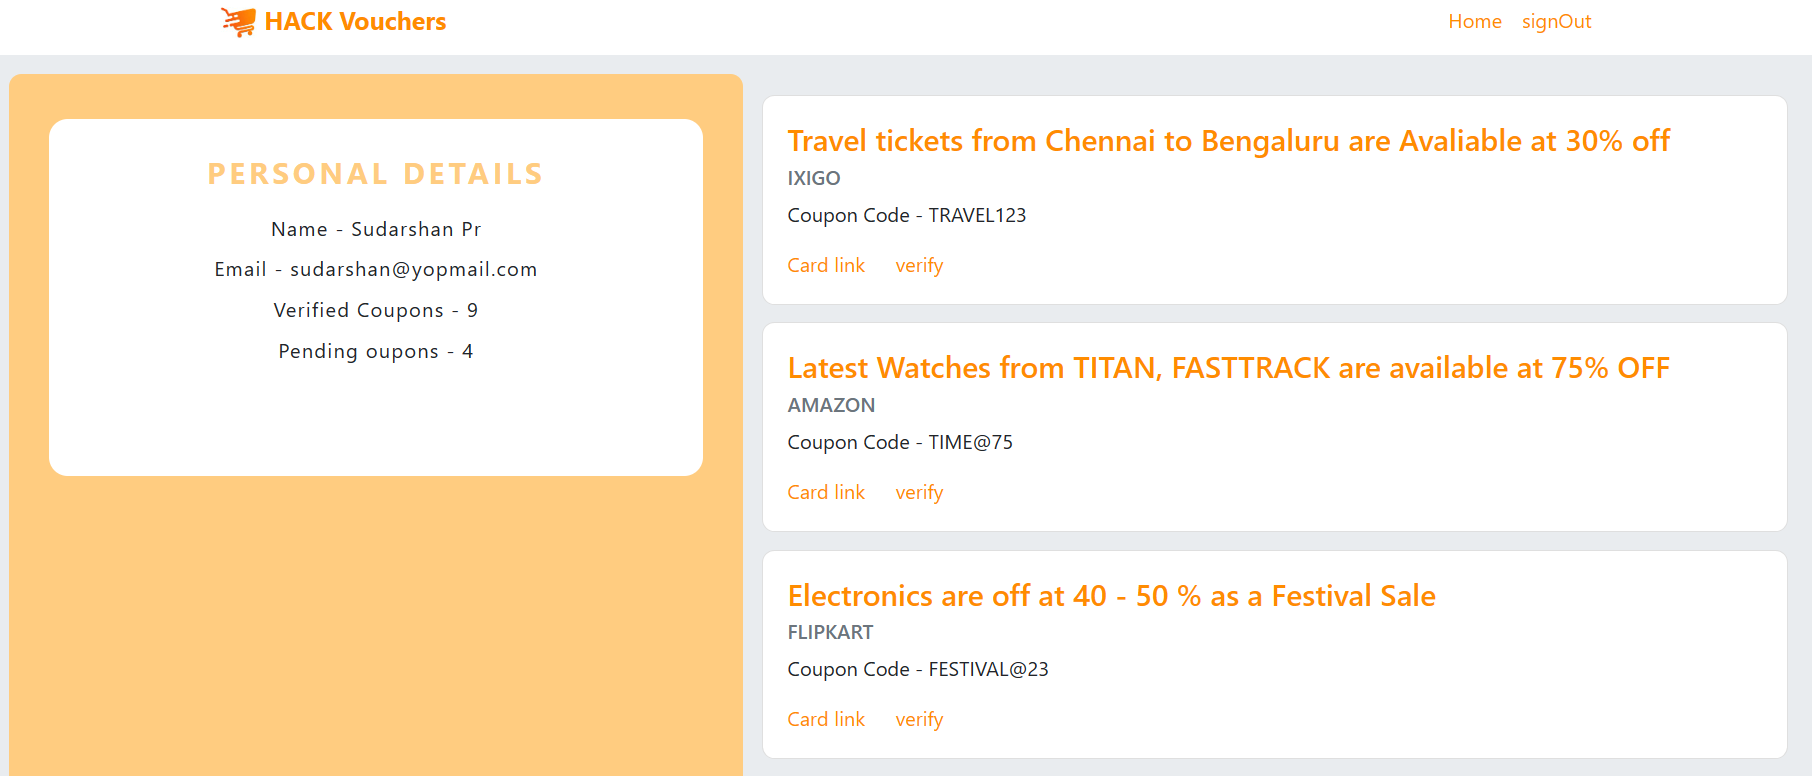 HACK Vouchers
Home signOut
PERSONAL DETAILS
Name - Sudarshan Pr
Email - sudarshan@yopmail.com
Verified Coupons - 9
Pending oupons - 4
Travel tickets from Chennai to Bengaluru are Avaliable at 30% off
IXIGO
Coupon Code - TRAVEL123
Card link verify
Latest Watches from TITAN, FASTTRACK are available at 75% OFF
AMAZON
Coupon Code - TIME@75
Card link verify
Electronics are off at 40 - 50 % as a Festival Sale
FLIPKART
Coupon Code - FESTIVAL@23
Card link verify